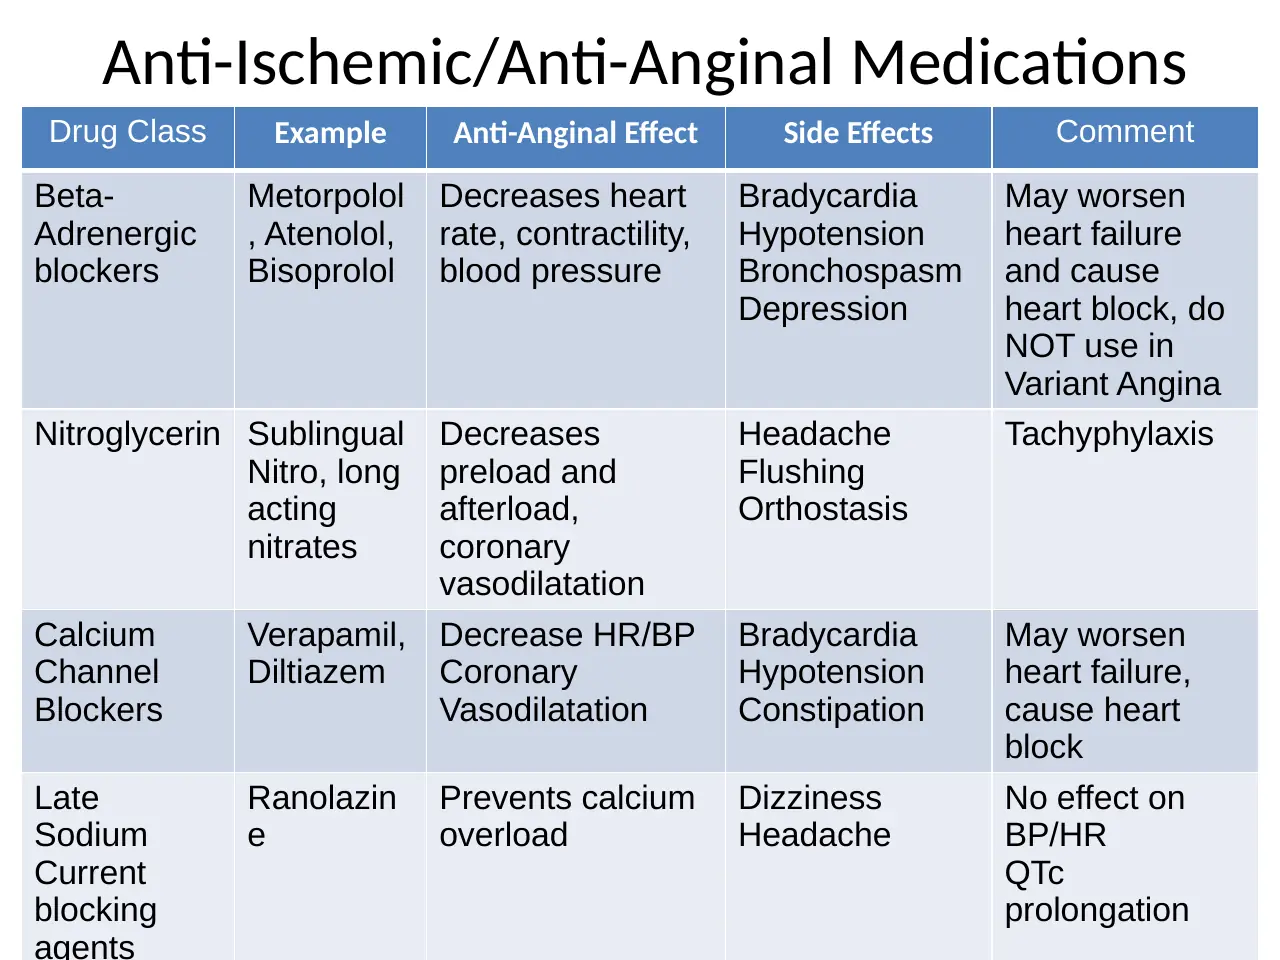 Anti-Ischemic/Anti-Anginal Medications
Drug Class
Example
Anti-Anginal Effect
Side Effects
Comment
Beta-
Adrenergic
blockers
Metorpolol
, Atenolol,
Bisoprolol
Decreases heart
rate, contractility,
blood pressure
Bradycardia
Hypotension
Bronchospasm
Depression
May worsen
heart failure
and cause
heart block, do
NOT use in
Variant Angina
Nitroglycerin
Sublingual
Nitro, long
acting
nitrates
Decreases
preload and
afterload,
coronary
vasodilatation
Headache
Flushing
Orthostasis
Tachyphylaxis
Calcium
Channel
Blockers
Verapamil,
Diltiazem
Decrease HR/BP
Coronary
Vasodilatation
Bradycardia
Hypotension
Constipation
May worsen
heart failure,
cause heart
block
Late
Sodium
Current
blocking
agents
Ranolazin
e
Prevents calcium
overload
Dizziness
Headache
No effect on
BP/HR
QTc
prolongation